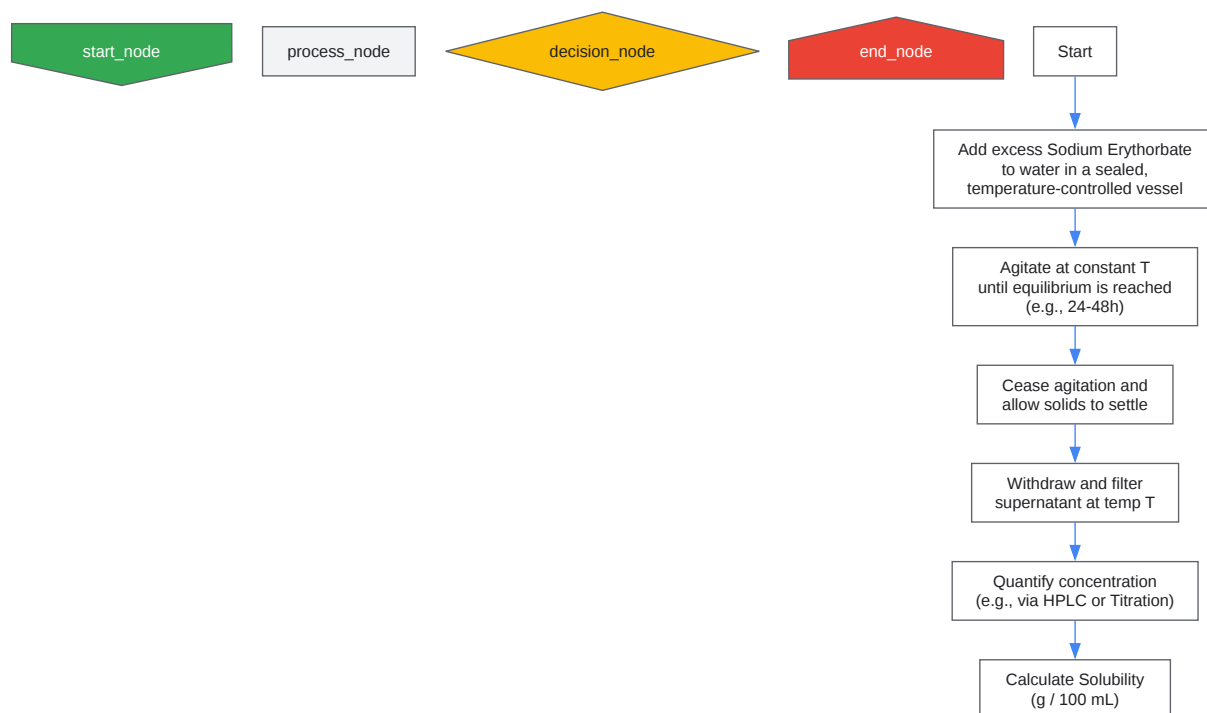 start_node
process_node
decision_node
end_node
Start
Add excess Sodium Erythorbate
to water in a sealed,
temperature-controlled vessel
Agitate at constant T
until equilibrium is reached
(e.g., 24-48h)
Cease agitation and
allow solids to settle
Withdraw and filter
supernatant at temp T
Quantify concentration
(e.g., via HPLC or Titration)
Calculate Solubility
(g / 100 mL)